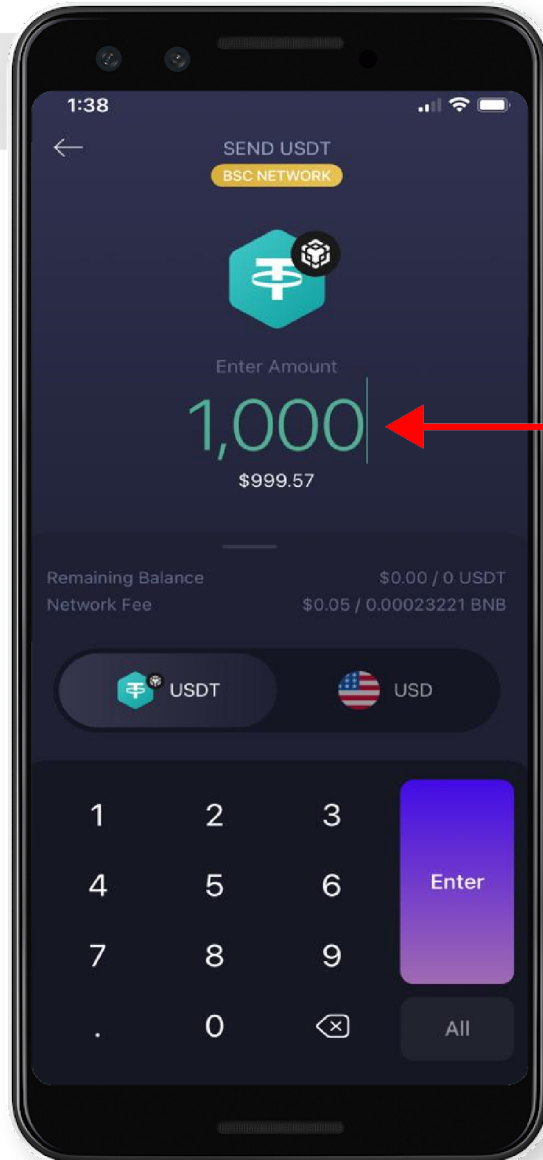 1:38
SEND USDT
BSC NETWORK
Enter Amount
1,000
$999.57
Remaining Balance $0.00 / 0 USDT
Network Fee $0.05 / 0.00023221 BNB
USDT USD
1 2 3
Enter
4 5 6
7 8 9
. 0 All